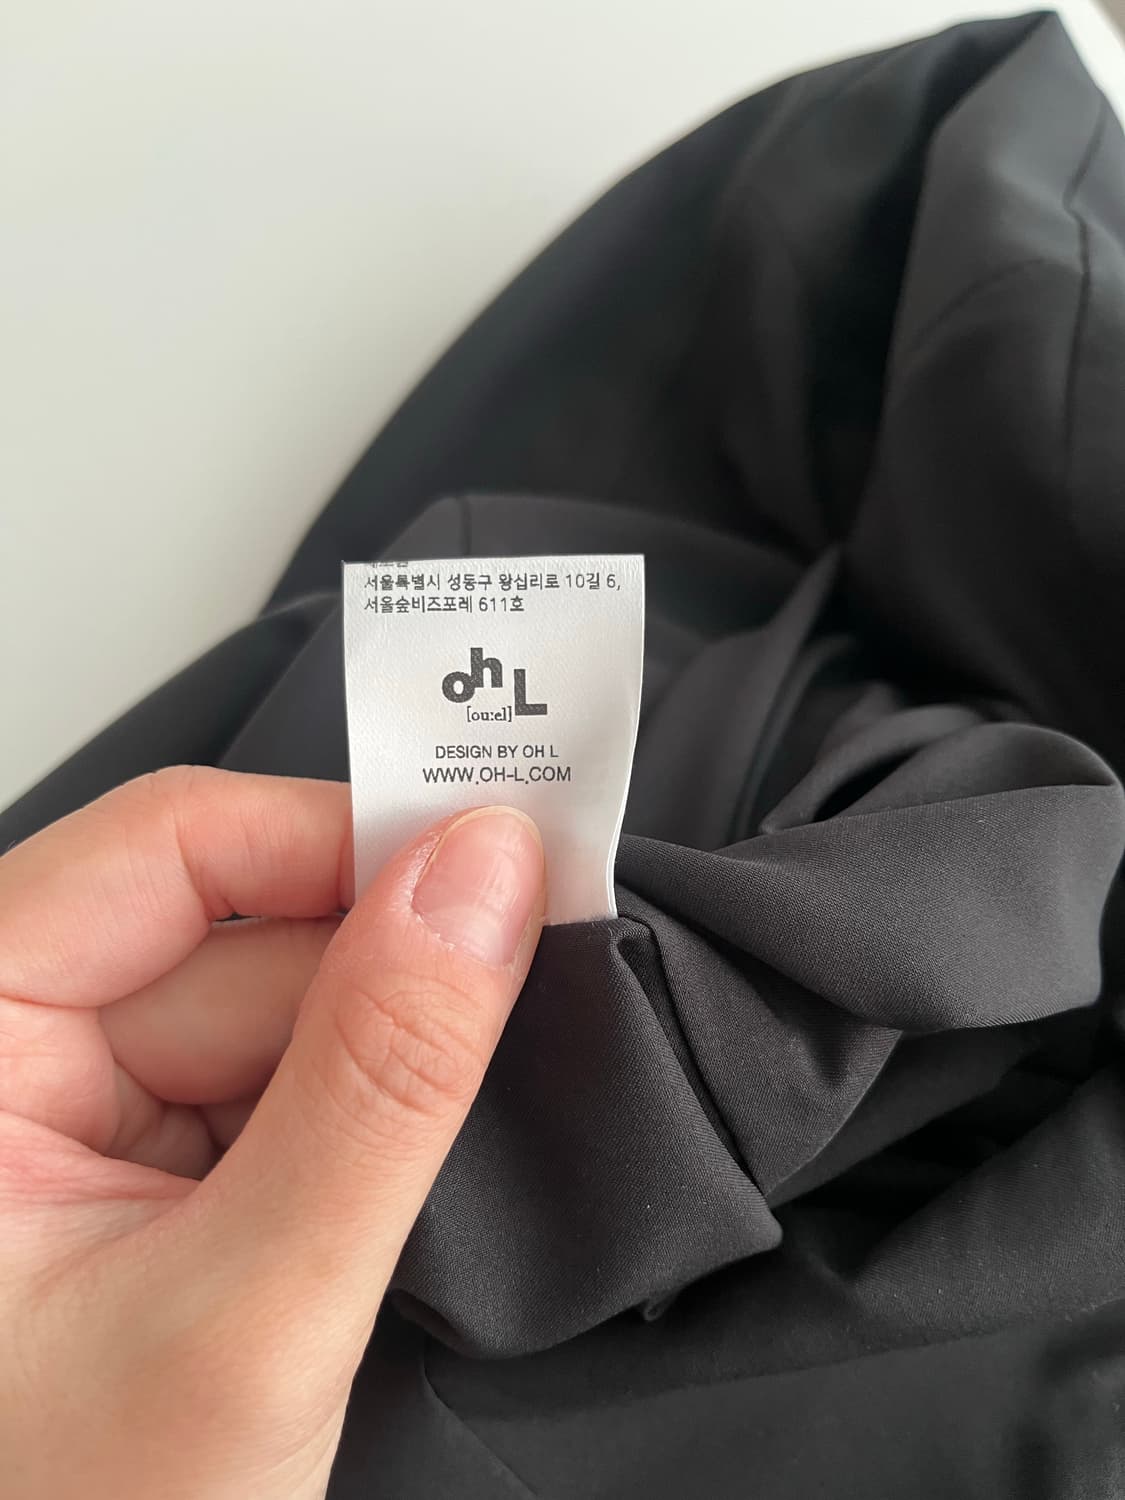 서울특별시 성동구 왕십리로 10길 6,
서울숲비즈포레 611호
oh L
[ou:el]
DESIGN BY OH L
WWW.OH-L.COM